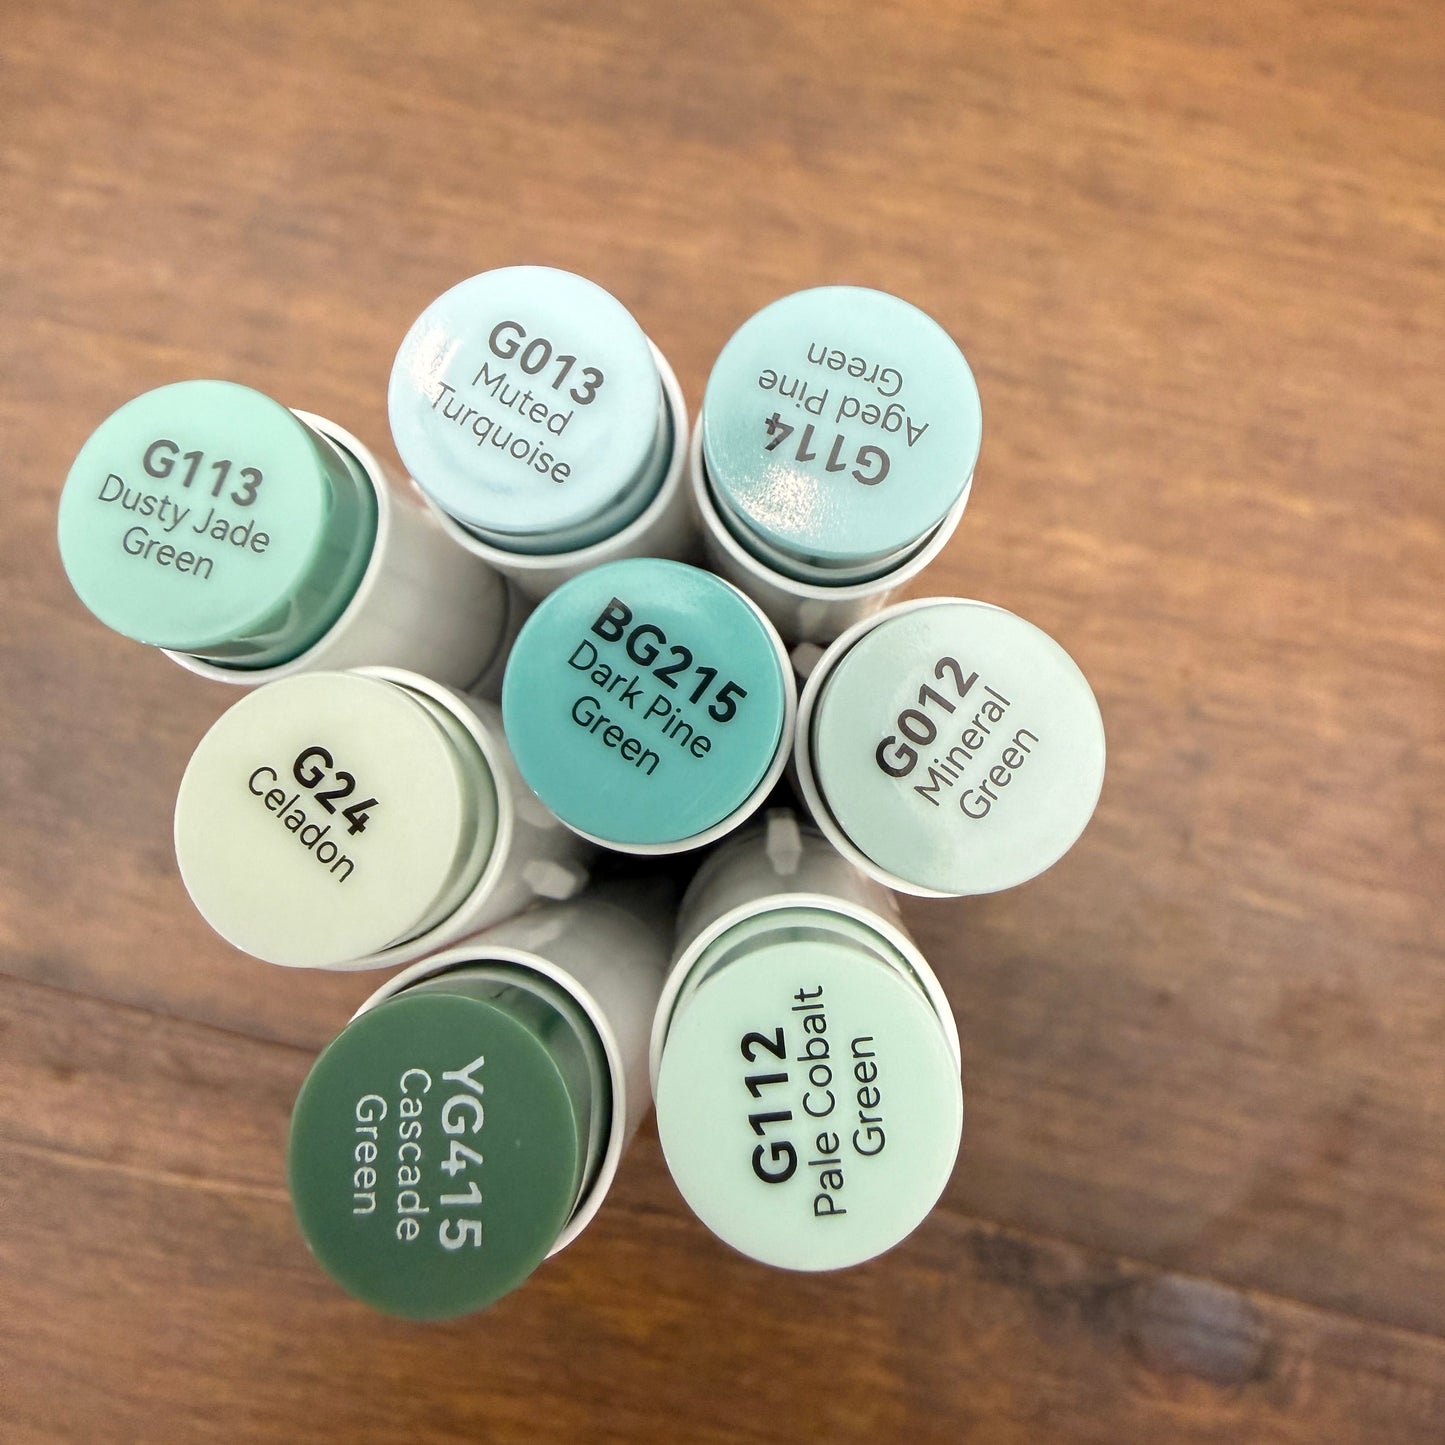 G013
Muted
Turquoise
G114
Aged Pine
Green
G113
Dusty Jade
Green
BG215
Dark Pine
Green
G012
Mineral
Green
G24
Celadon
YG415
Cascade
Green
G112
Pale Cobalt
Green